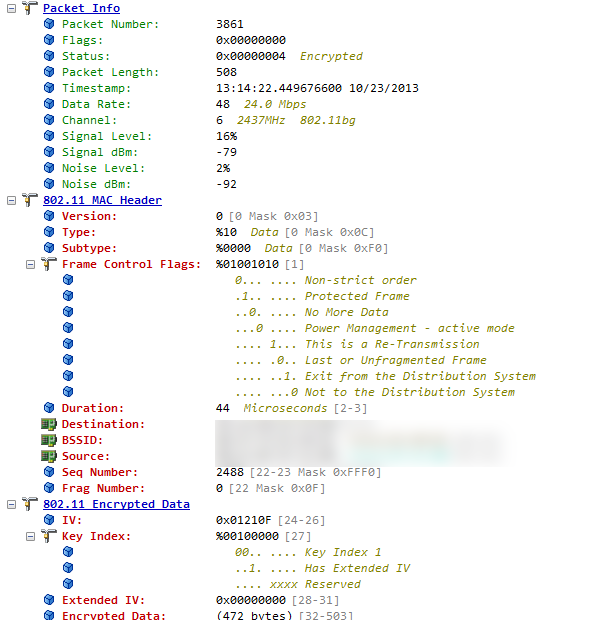 Packet Info
Packet Number: 3861
Flags: 0x00000000
Status: 0x00000004 Encrypted
Packet Length: 508
Timestamp: 13:14:22.449676600 10/23/2013
Data Rate: 48 24.0 Mbps
Channel: 6 2437MHz 802.11bg
Signal Level: 16%
Signal dBm: -79
Noise Level: 2%
Noise dBm: -92
802.11 MAC Header
Version: 0 [0 Mask 0x03]
Type: %10 Data [0 Mask 0x0C]
Subtype: %0000 Data [0 Mask 0xF0]
Frame Control Flags: %01001010 [1]
0... .... Non-strict order
.1.. .... Protected Frame
..0. .... No More Data
...0 .... Power Management - active mode
.... 1... This is a Re-Transmission
.... .0.. Last or Unfragmented Frame
.... ..1. Exit from the Distribution System
.... ...0 Not to the Distribution System
Duration: 44 Microseconds [2-3]
Destination:
BSSID:
Source:
Seq Number: 2488 [22-23 Mask 0xFFF0]
Frag Number: 0 [22 Mask 0x0F]
802.11 Encrypted Data
IV: 0x01210F [24-26]
Key Index: %00100000 [27]
00.. .... Key Index 1
..1. .... Has Extended IV
.... xxxx Reserved
Extended IV: 0x00000000 [28-31]
Encrypted Data: (472 bytes) [32-503]